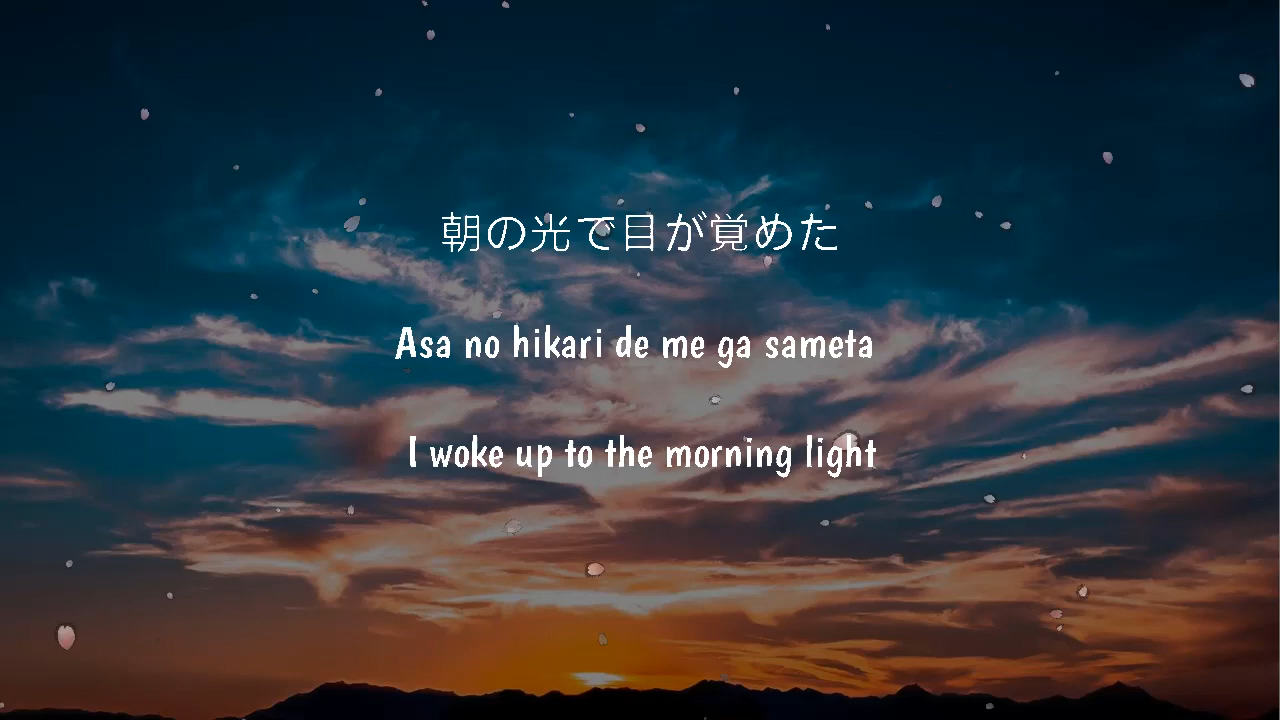 朝の光で目が覚めた
Asa no hikari de me ga sameta
I woke up to the morning light